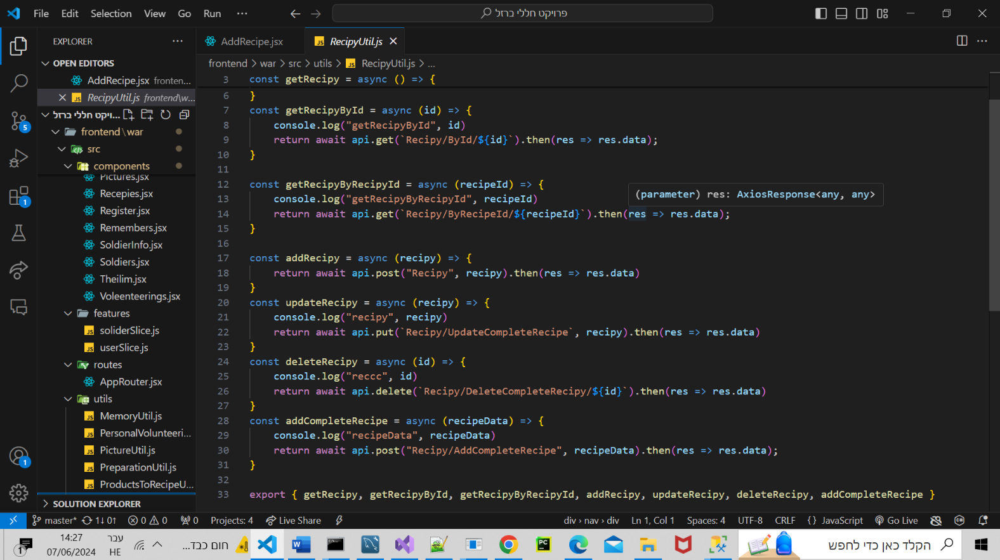 File Edit Selection View Go Run ···
פרויקט חללי ברזל
EXPLORER ···
OPEN EDITORS
AddRecipe.jsx fronten...
RecipyUtil.js frontend\w...
ויקט חללי ברזל...
frontend\war
src
components
Pictures.jsx
Recepies.jsx
Register.jsx
Remembers.jsx
SoldierInfo.jsx
Soldiers.jsx
Theilim.jsx
Voleenteerings.jsx
features
soliderSlice.js
userSlice.js
routes
AppRouter.jsx
utils
MemoryUtil.js
PersonalVolunteeri...
PictureUtil.js
PreparationUtil.js
ProductsToRecipeU...
SOLUTION EXPLORER
5
1
1
AddRecipe.jsx
RecipyUtil.js
frontend > war > src > utils > RecipyUtil.js > ...
3 const getRecipy = async () => {
6 }
7 const getRecipyById = async (id) => {
8 console.log("getRecipyById", id)
9 return await api.get(`Recipy/ById/${id}`).then(res => res.data);
10 }
11
12 const getRecipyByRecipyId = async (recipeId) => {
13 console.log("getRecipyByRecipyId", recipeId)
(parameter) res: AxiosResponse<any, any>
14 return await api.get(`Recipy/ByRecipeId/${recipeId}`).then(res => res.data);
15 }
16
17 const addRecipy = async (recipy) => {
18 return await api.post("Recipy", recipy).then(res => res.data)
19 }
20 const updateRecipy = async (recipy) => {
21 console.log("recipy", recipy)
22 return await api.put(`Recipy/UpdateCompleteRecipe`, recipy).then(res => res.data)
23 }
24 const deleteRecipy = async (id) => {
25 console.log("reccc", id)
26 return await api.delete(`Recipy/DeleteCompleteRecipy/${id}`).then(res => res.data)
27 }
28 const addCompleteRecipe = async (recipeData) => {
29 console.log("recipeData", recipeData)
30 return await api.post("Recipy/AddCompleteRecipe", recipeData).then(res => res.data);
31 }
32
33 export { getRecipy, getRecipyById, getRecipyByRecipyId, addRecipy, updateRecipy, deleteRecipy, addCompleteRecipe }
master* 1↓ 0↑ 0 0 0 Projects: 4 Live Share div › nav › div Ln 1, Col 1 Spaces: 4 UTF-8 CRLF {} JavaScript Go Live
1
14:27
07/06/2024
עבר
HE
חום כבד...
PC
הקלד כאן כדי לחפש